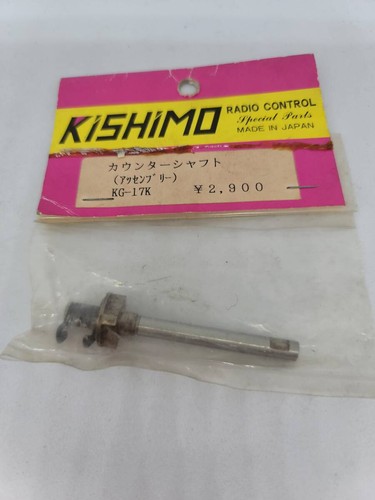 KISHIMO
RADIO CONTROL
Special Parts
MADE IN JAPAN
カウンターシャフト
(アッセンブリー)
KG-17K ¥2,900